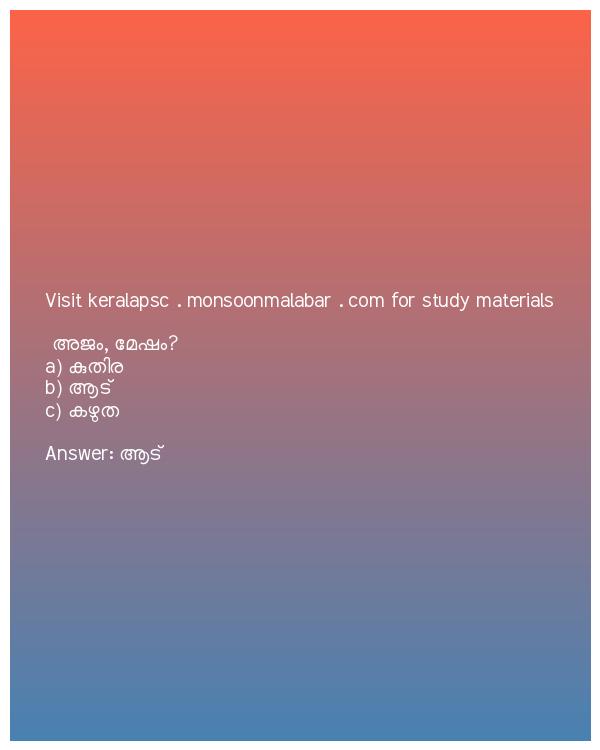 Visit keralapsc . monsoonmalabar . com for study materials
അജം, മേഷം?
a) കുതിര
b) ആട്
c) കഴുത
Answer: ആട്